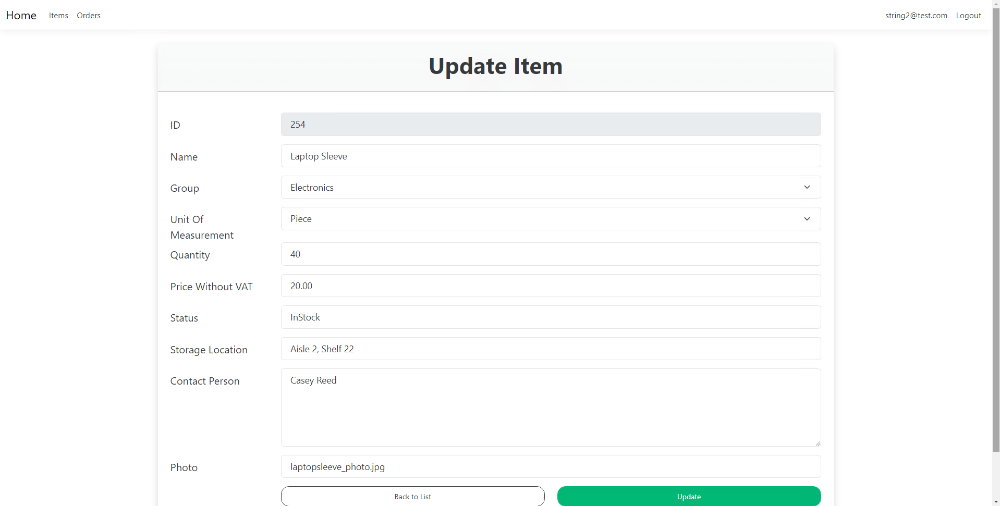 Home Items Orders string2@test.com Logout
Update Item
ID 254
Name Laptop Sleeve
Group Electronics
Unit Of Piece
Measurement
Quantity 40
Price Without VAT 20.00
Status InStock
Storage Location Aisle 2, Shelf 22
Contact Person Casey Reed
Photo laptopsleeve_photo.jpg
Back to List Update